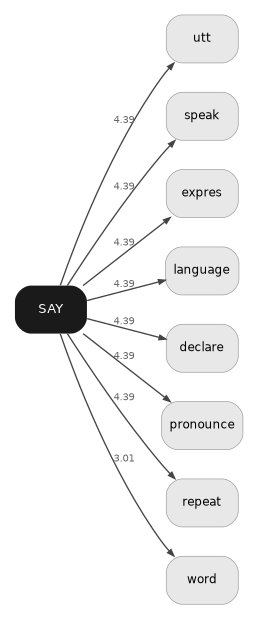 utt
4.39
speak
4.39
expres
4.39
language
4.39
SAY
4.39
declare
4.39
pronounce
4.39
repeat
3.01
word